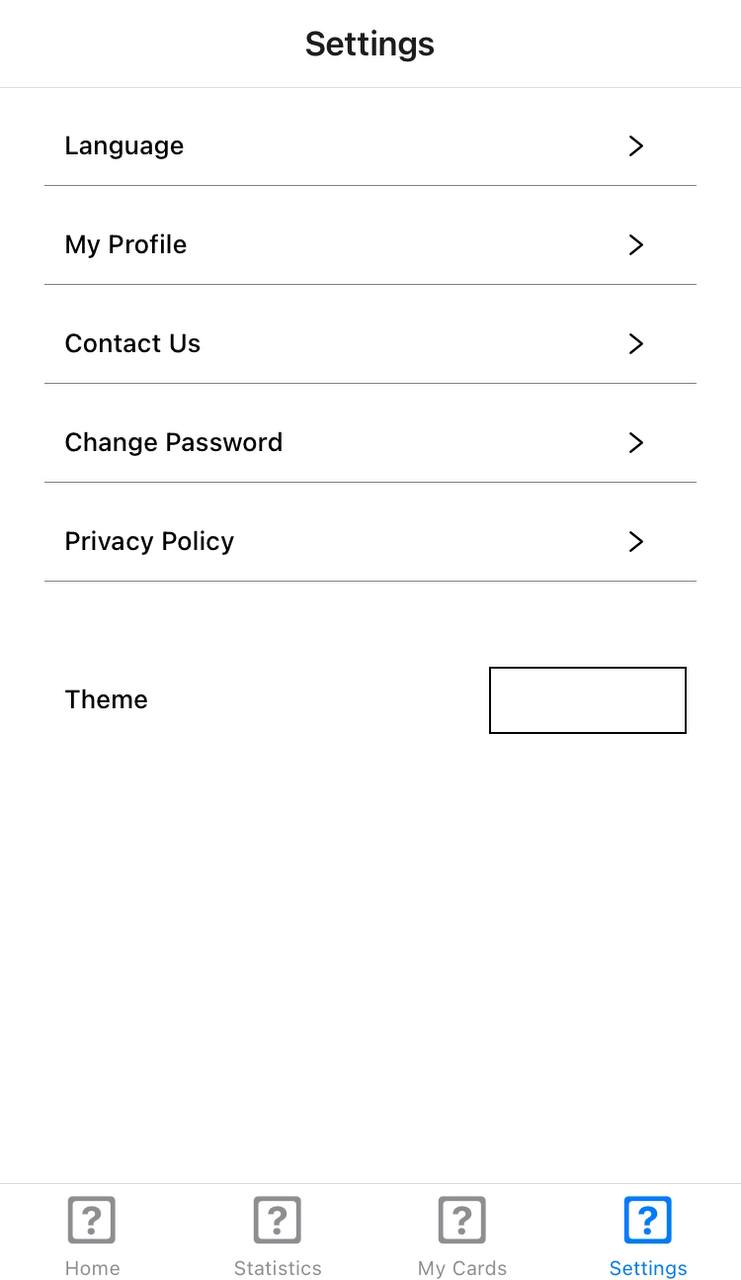 Settings
Language
My Profile
Contact Us
Change Password
Privacy Policy
Theme
? ? ? ?
Home Statistics My Cards Settings